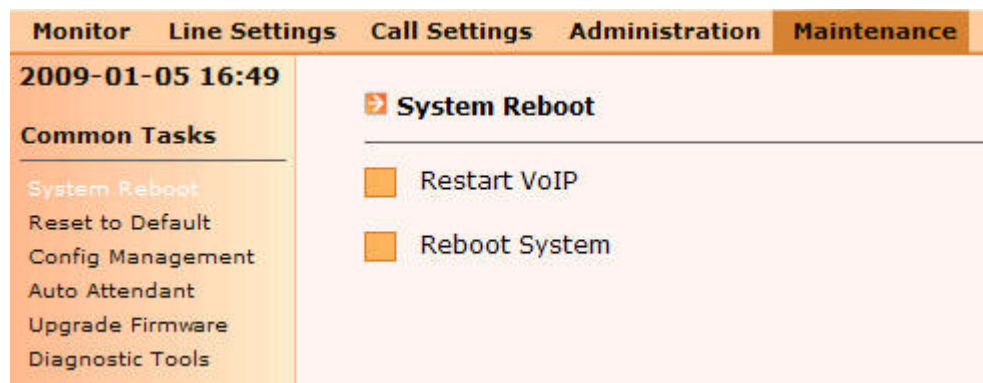 Monitor Line Settings Call Settings Administration Maintenance
2009-01-05 16:49
Common Tasks
System Reboot
Reset to Default
Config Management
Auto Attendant
Upgrade Firmware
Diagnostic Tools
System Reboot
Restart VoIP
Reboot System